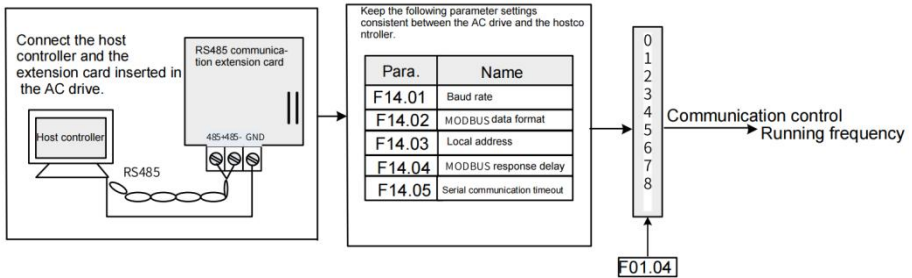 Connect the host
controller and the
extension card inserted in
the AC drive.
RS485 communica-
tion extension card
Host controller
485+485- GND
RS485
Keep the following parameter settings
consistent between the AC drive and the hostco
ntroller.
Para. Name
F14.01 Baud rate
F14.02 MODBUS data format
F14.03 Local address
F14.04 MODBUS response delay
F14.05 Serial communication timeout
0
1
2
3
4
5
6
7
8
Communication control
Running frequency
F01.04